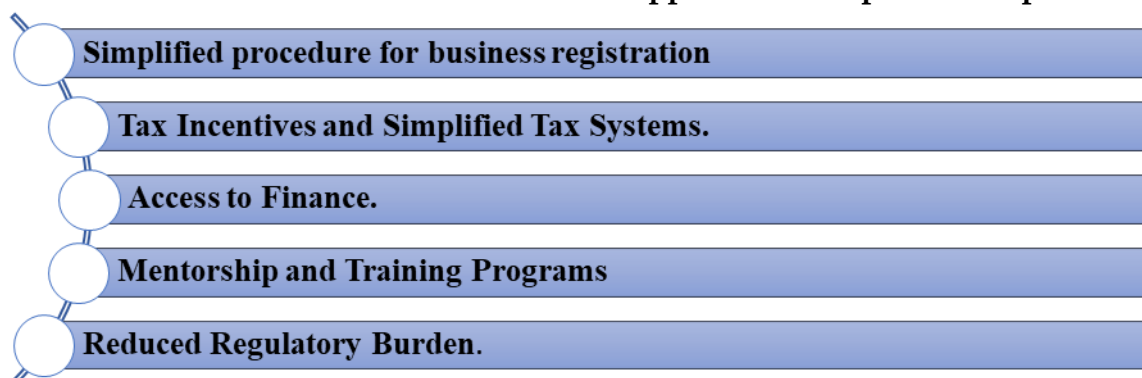 Simplified procedure for business registration
Tax Incentives and Simplified Tax Systems.
Access to Finance.
Mentorship and Training Programs
Reduced Regulatory Burden.